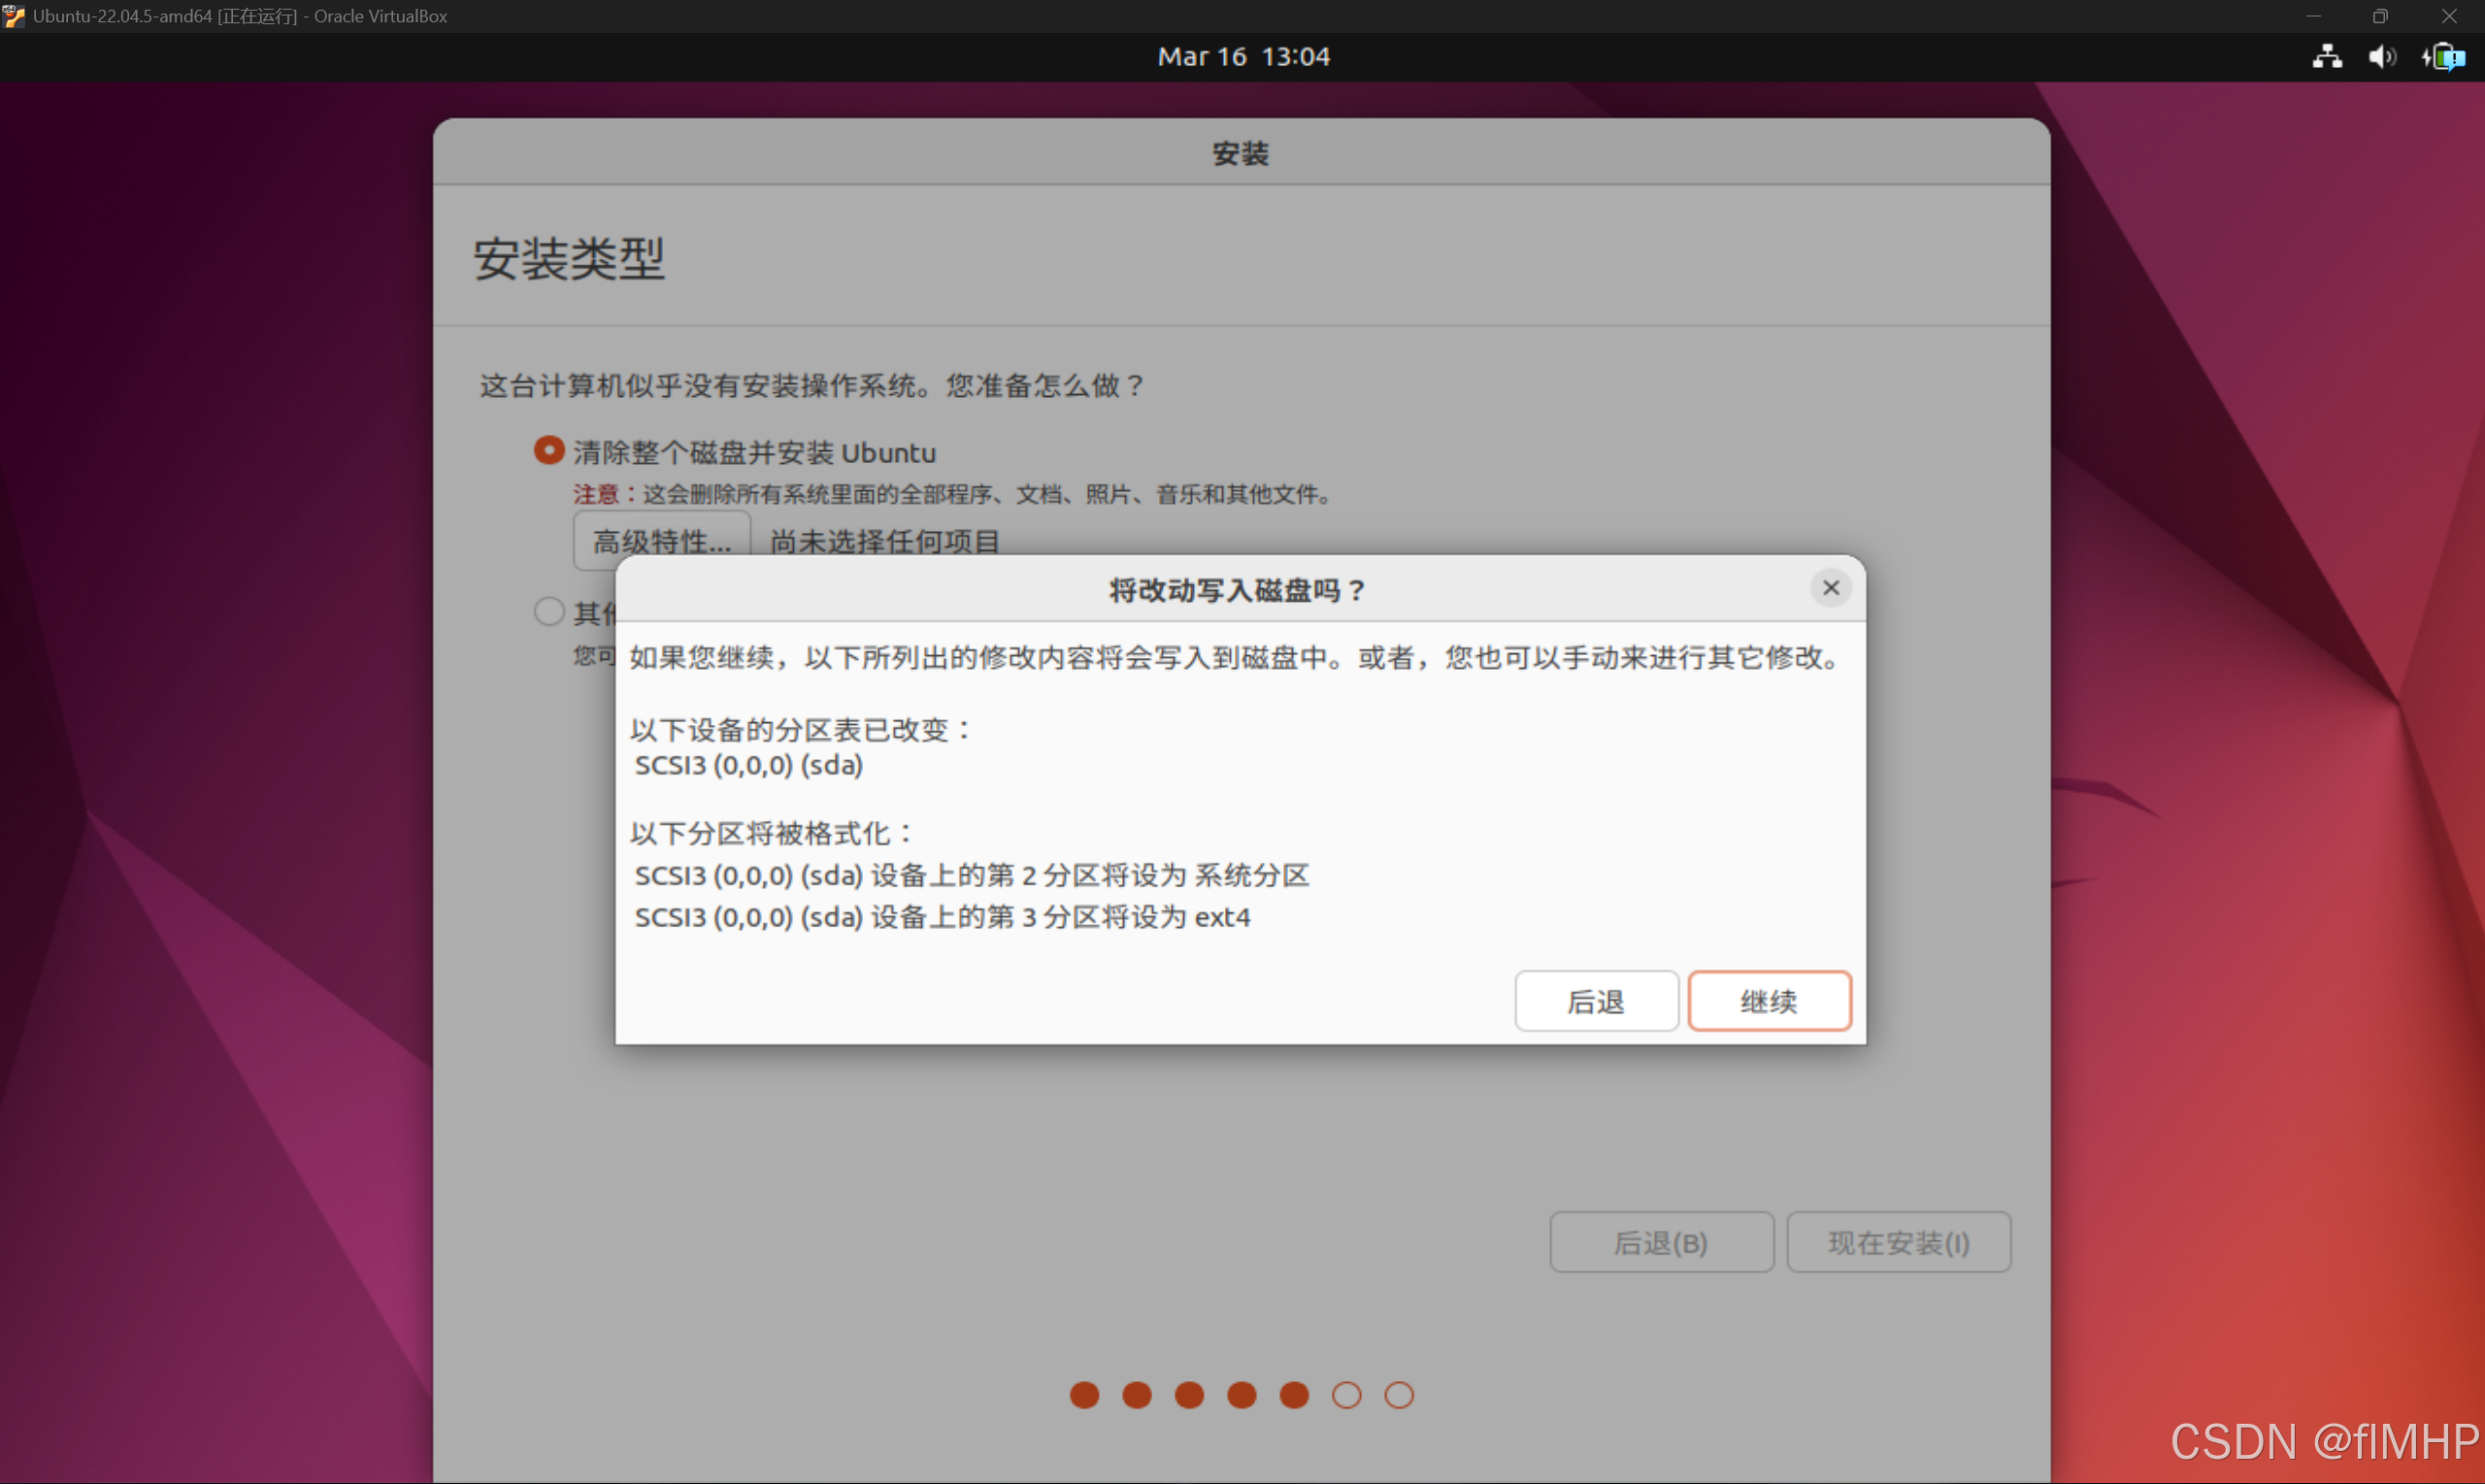 Ubuntu-22.04.5-amd64 [正在运行] - Oracle VirtualBox
Mar 16 13:04
安装
安装类型
这台计算机似乎没有安装操作系统。您准备怎么做？
清除整个磁盘并安装 Ubuntu
注意：这会删除所有系统里面的全部程序、文档、照片、音乐和其他文件。
高级特性... 尚未选择任何项目
其他
您可
将改动写入磁盘吗？
如果您继续，以下所列出的修改内容将会写入到磁盘中。或者，您也可以手动来进行其它修改。
以下设备的分区表已改变：
SCSI3 (0,0,0) (sda)
以下分区将被格式化：
SCSI3 (0,0,0) (sda) 设备上的第 2 分区将设为 系统分区
SCSI3 (0,0,0) (sda) 设备上的第 3 分区将设为 ext4
后退 继续
后退(B) 现在安装(I)
CSDN @flMHP